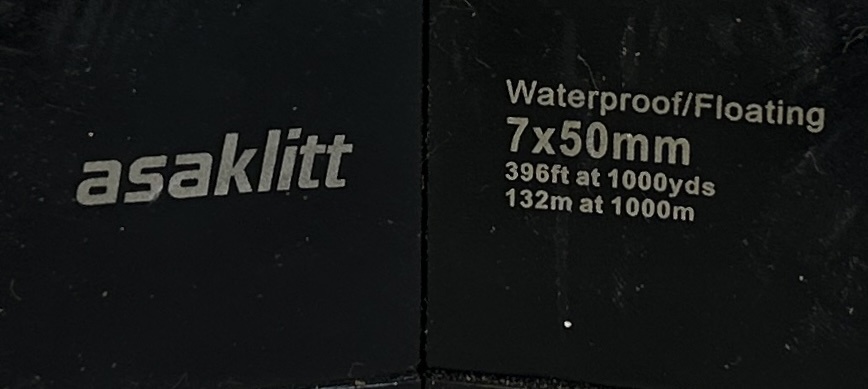 asaklitt
Waterproof/Floating
7x50mm
396ft at 1000yds
132m at 1000m